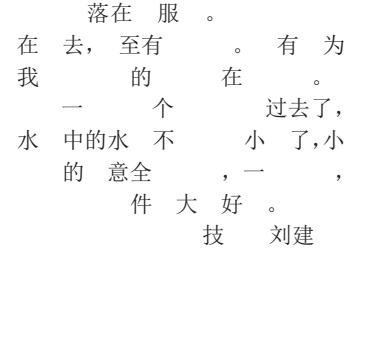 落在 服 。
在 去， 至有 。 有 为
我 的 在 。
一 个 过去了，
水 中的水 不 小 了，小
的 意全 ，一 ，
件 大 好 。
技 刘建